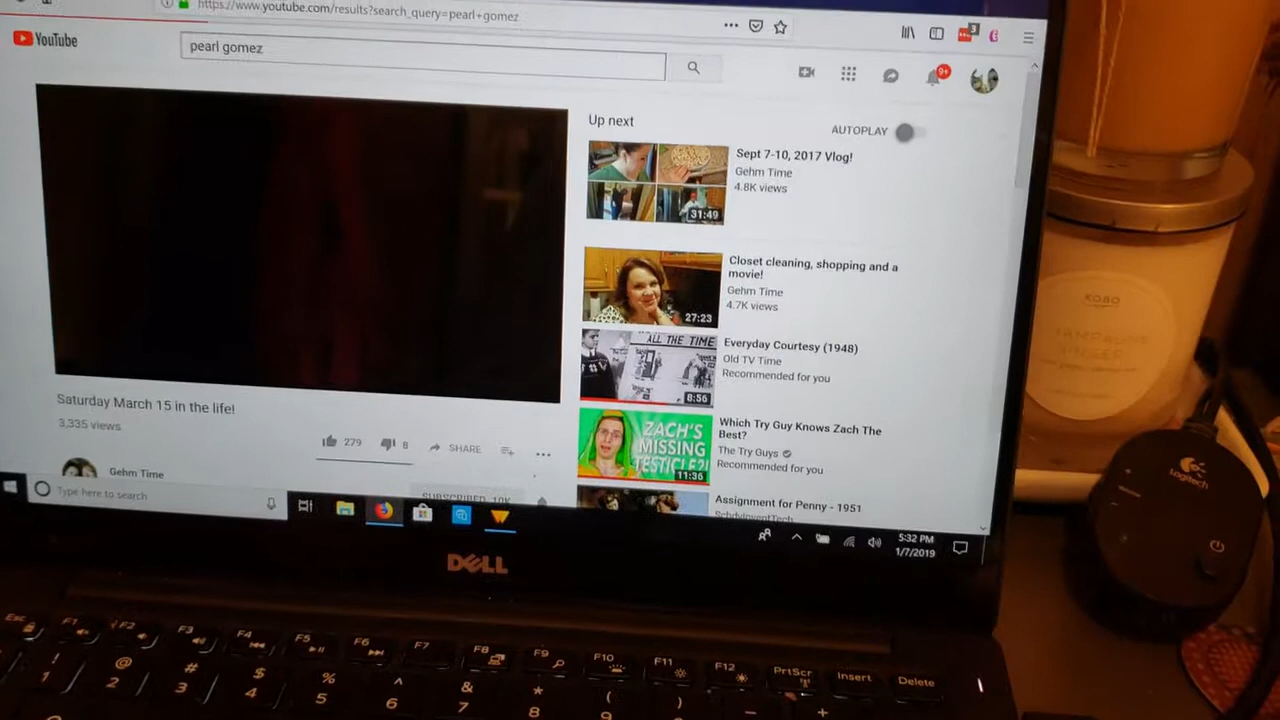 https://www.youtube.com/results?search_query=pearl+gomez
YouTube
pearl gomez
9+
3
Up next
AUTOPLAY
Sept 7-10, 2017 Vlog!
Gehm Time
4.8K views
31:49
Closet cleaning, shopping and a
movie!
Gehm Time
4.7K views
27:23
ALL THE TIME
Everyday Courtesy (1948)
Old TV Time
Recommended for you
8:56
ZACH'S
MISSING
TESTICLE?!
11:36
Which Try Guy Knows Zach The
Best?
The Try Guys
Recommended for you
Assignment for Penny - 1951
Saturday March 15 in the life!
3,335 views
279
8
SHARE
Gehm Time
SUBSCRIBED 10K
Type here to search
5:32 PM
1/7/2019
DELL
KOBO
Logitech
Esc
F1
F2
F3
F4
F5
F6
F7
F8
F9
F10
F11
F12
PrtScr
Insert
Delete
! @ # $ % ^ & * ( ) _ +
1 2 3 4 5 6 7 8 9